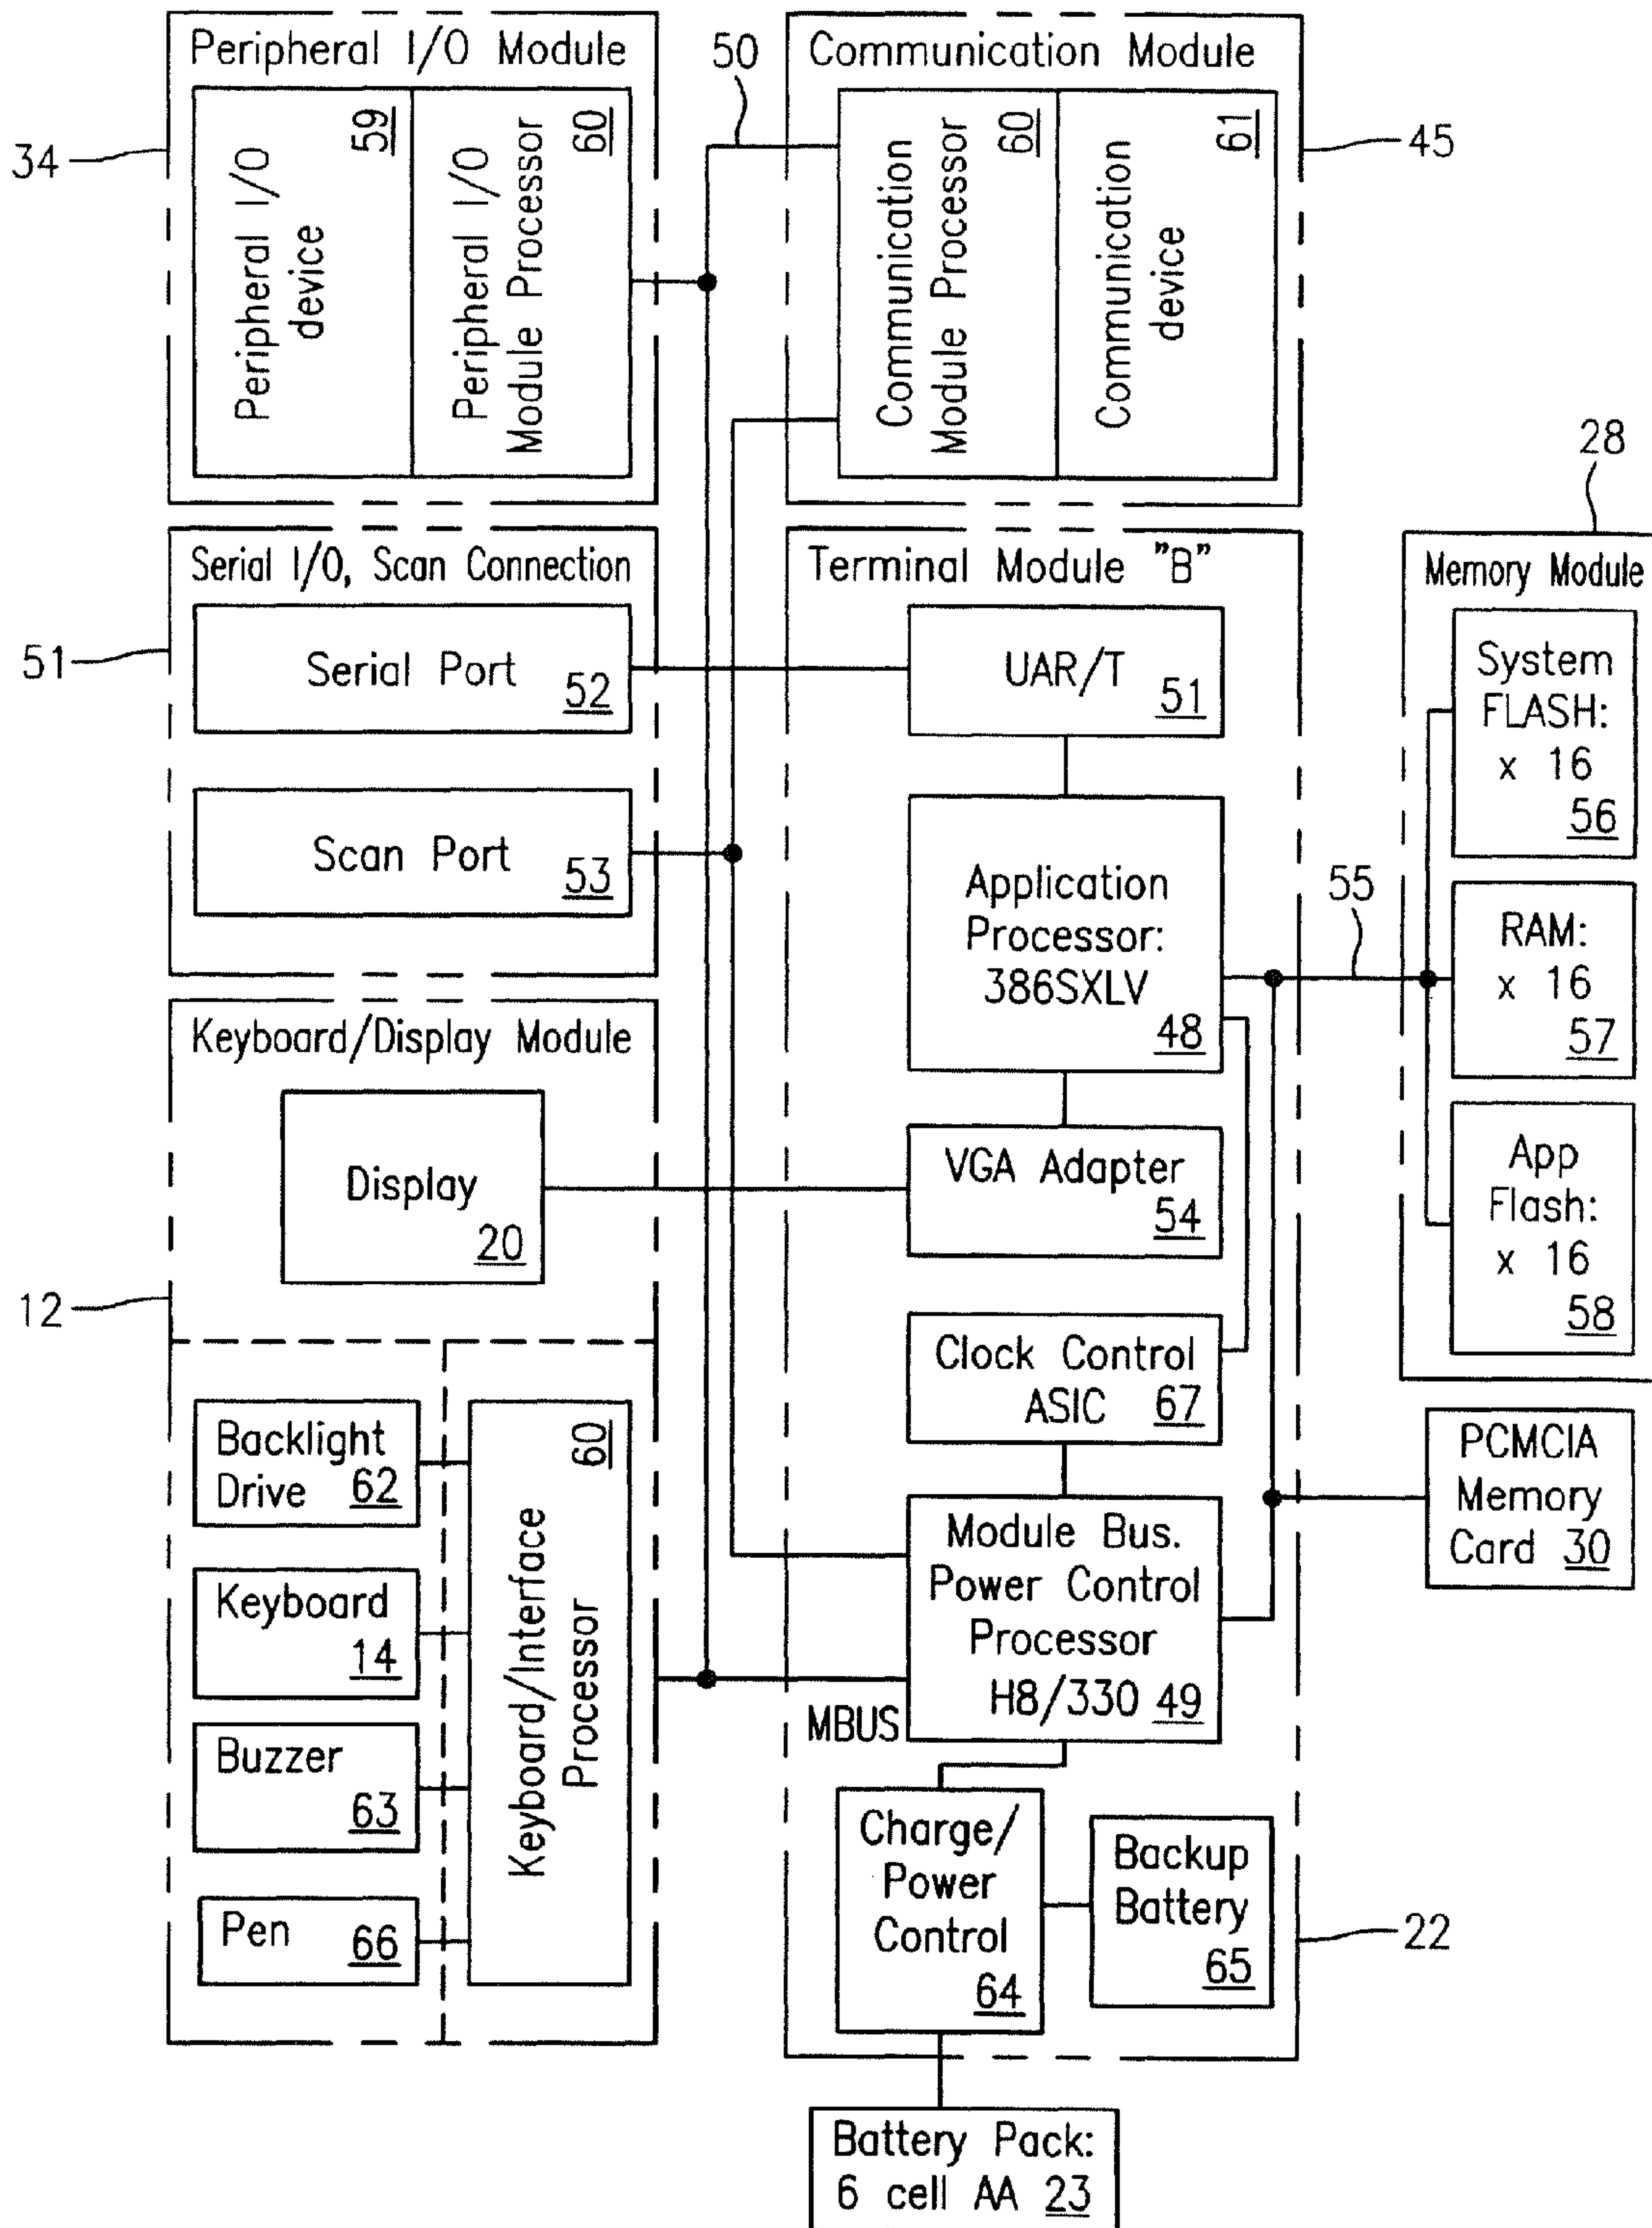 Peripheral I/O Module
34
Peripheral I/O
device
59
Peripheral I/O
Module Processor
60
50
Communication Module
Communication
Module Processor
60
Communication
device
61
45
Serial I/O, Scan Connection
51
Serial Port
52
Scan Port
53
Terminal Module "B"
UAR/T
51
Application
Processor:
386SXLV
48
VGA Adapter
54
Clock Control
ASIC 67
Module Bus.
Power Control
Processor
H8/330 49
MBUS
Charge/
Power
Control
64
Backup
Battery
65
22
28
Memory Module
System
FLASH:
x 16
56
55
RAM:
x 16
57
App
Flash:
x 16
58
PCMCIA
Memory
Card 30
Keyboard/Display Module
Display
20
12
Backlight
Drive 62
Keyboard
14
Buzzer
63
Pen 66
Keyboard/Interface
Processor
60
Battery Pack:
6 cell AA 23